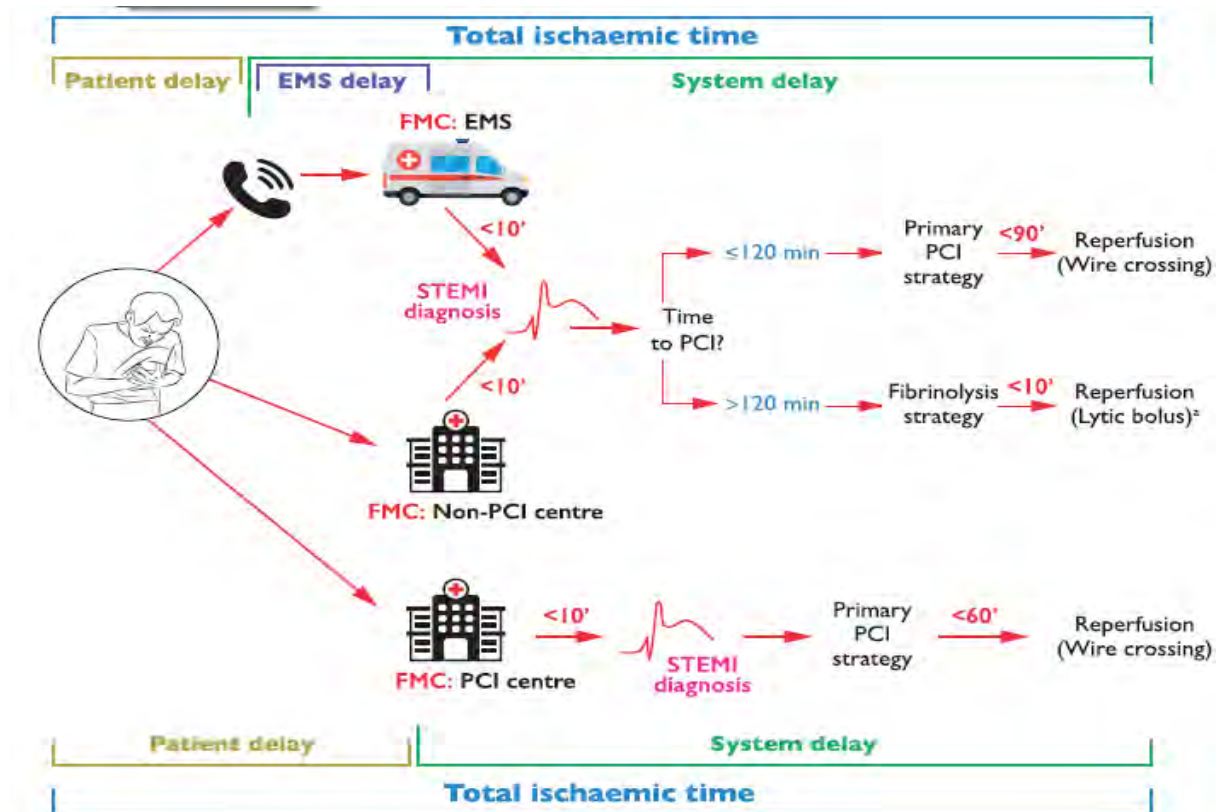 Total ischaemic time
Patient delay
EMS delay
System delay
FMC: EMS
<10'
STEMI
diagnosis
<10'
Time
to PCI?
≤120 min
Primary
PCI
strategy
<90'
Reperfusion
(Wire crossing)
>120 min
Fibrinolysis
strategy
<10'
Reperfusion
(Lytic bolus)ª
FMC: Non-PCI centre
FMC: PCI centre
<10'
STEMI
diagnosis
Primary
PCI
strategy
<60'
Reperfusion
(Wire crossing)
Patient delay
System delay
Total ischaemic time